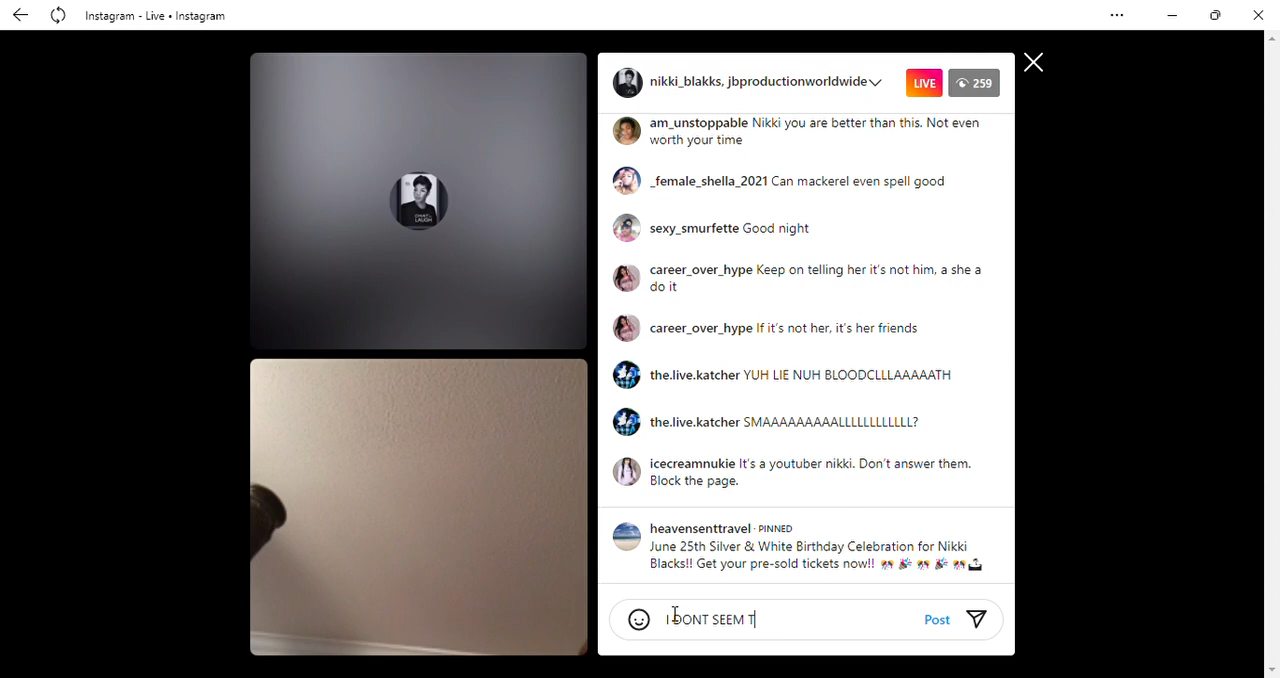 Instagram - Live • Instagram
nikki_blakks, jbproductionworldwide
LIVE
259
am_unstoppable Nikki you are better than this. Not even
worth your time
_female_shella_2021 Can mackerel even spell good
sexy_smurfette Good night
career_over_hype Keep on telling her it's not him, a she a
do it
career_over_hype If it's not her, it's her friends
the.live.katcher YUH LIE NUH BLOODCLLLAAAAATH
the.live.katcher SMAAAAAAAAALLLLLLLLLLLL?
icecreamnukie It's a youtuber nikki. Don't answer them.
Block the page.
heavensenttravel · PINNED
June 25th Silver & White Birthday Celebration for Nikki
Blacks!! Get your pre-sold tickets now!! 🎊 🎉 🎊 🎉 🎊
I DONT SEEM T
Post